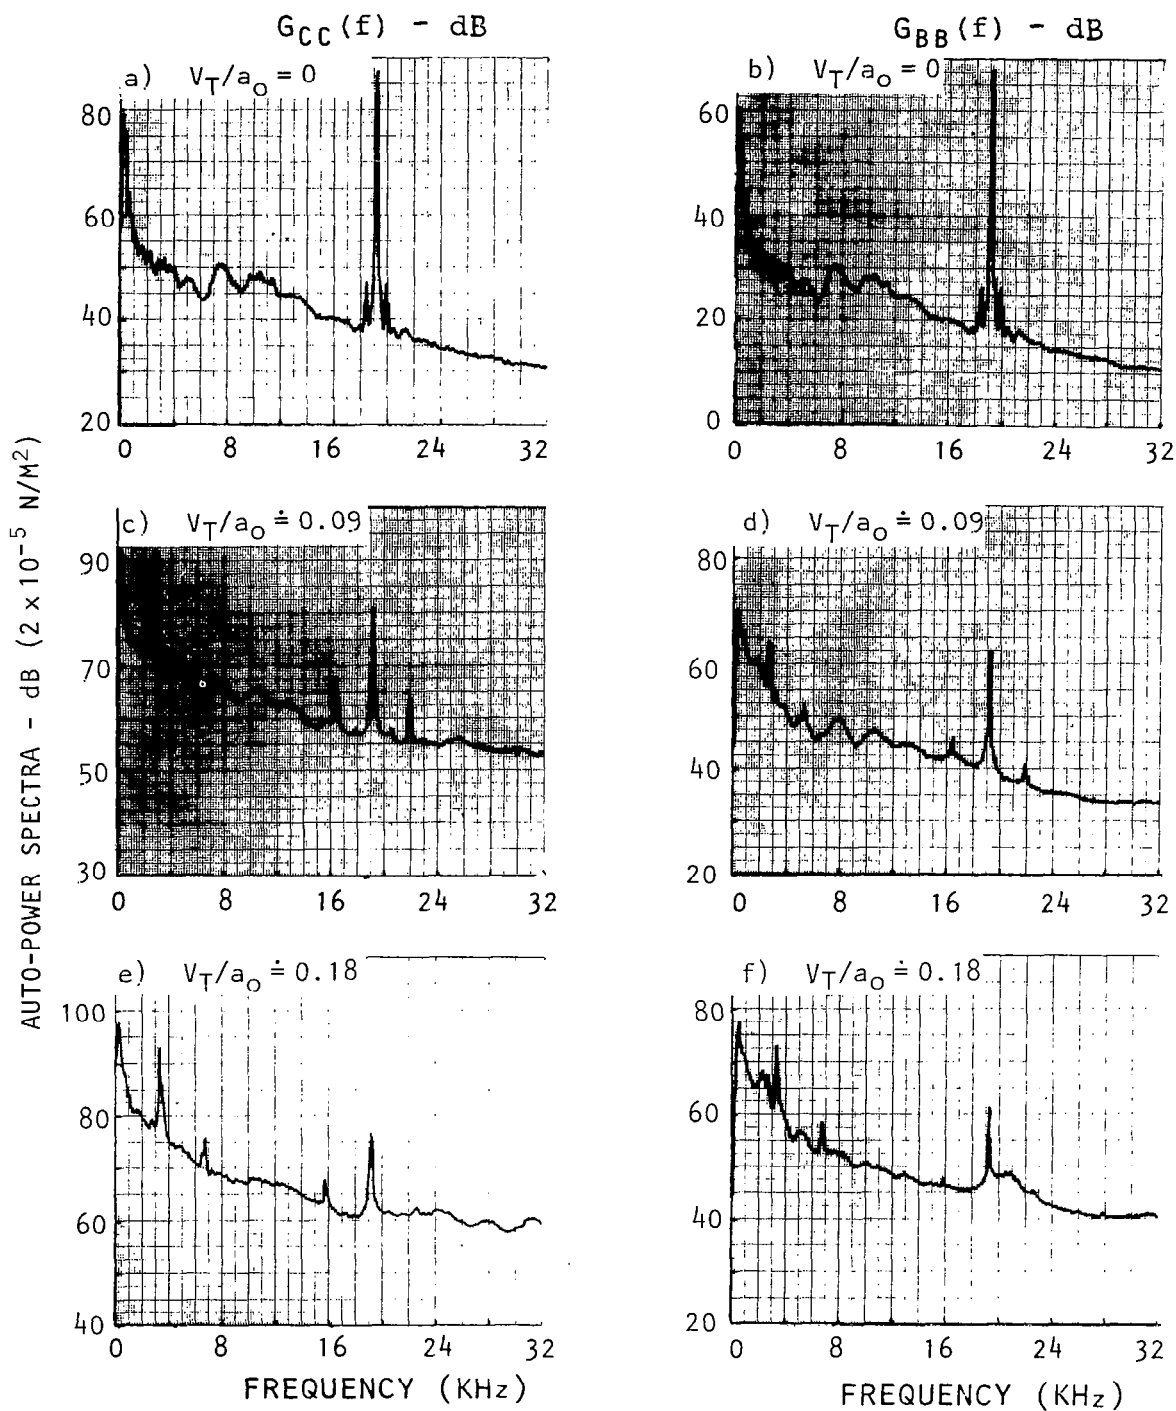 G_CC(f) - dB
G_BB(f) - dB
AUTO-POWER SPECTRA - dB (2 x 10^-5 N/M^2)
a) V_T/a_o = 0
80
60
40
20
0 8 16 24 32
b) V_T/a_o = 0
60
40
20
0
0 8 16 24 32
c) V_T/a_o ≐ 0.09
90
70
50
30
0 8 16 24 32
d) V_T/a_o ≐ 0.09
80
60
40
20
0 8 16 24 32
e) V_T/a_o ≐ 0.18
100
80
60
40
0 8 16 24 32
FREQUENCY (KHz)
f) V_T/a_o ≐ 0.18
80
60
40
20
0 8 16 24 32
FREQUENCY (KHz)